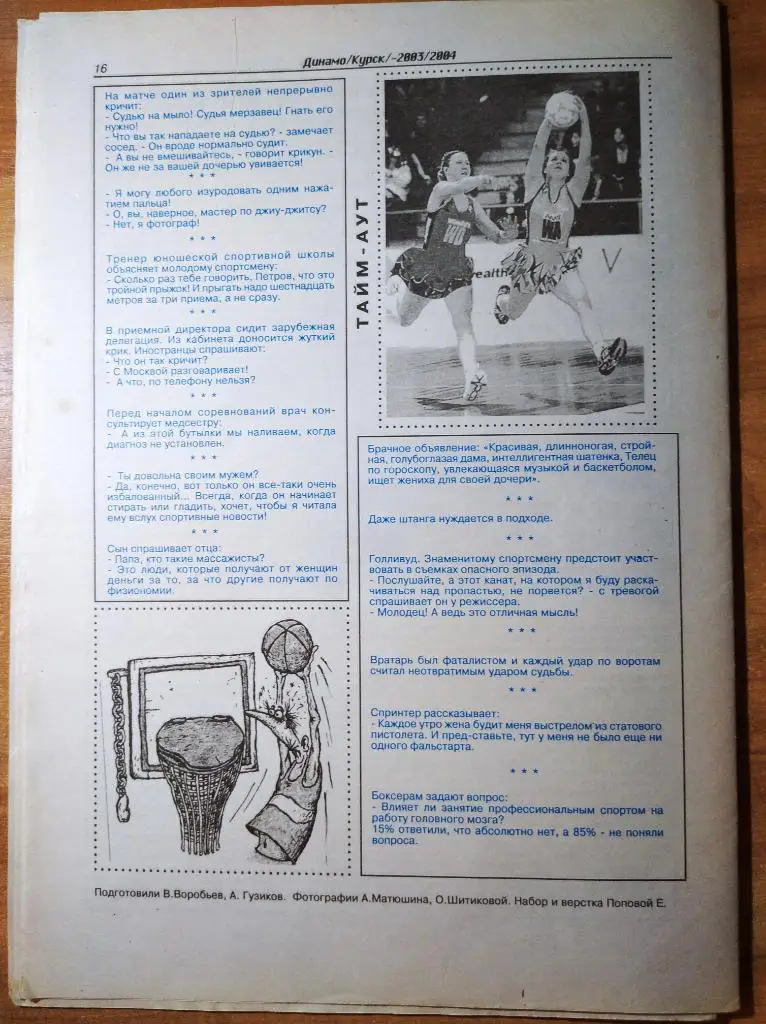 16
Динамо/Курск/-2003/2004
На матче один из зрителей непрерывно
кричит:
- Судью на мыло! Судья мерзавец! Гнать его
нужно!
- Что вы так нападаете на судью? - замечает
сосед. - Он вроде нормально судит.
- А вы не вмешивайтесь, - говорит крикун. -
Он же не за вашей дочерью увивается!
* * *
- Я могу любого изуродовать одним нажа-
тием пальца!
- О, вы, наверное, мастер по джиу-джитсу?
- Нет, я фотограф!
* * *
Тренер юношеской спортивной школы
объясняет молодому спортсмену:
- Сколько раз тебе говорить, Петров, что это
тройной прыжок! И прыгать надо шестнадцать
метров за три приема, а не сразу.
* * *
В приемной директора сидит зарубежная
делегация. Из кабинета доносится жуткий
крик. Иностранцы спрашивают:
- Что он так кричит?
- С Москвой разговаривает!
- А что, по телефону нельзя?
* * *
Перед началом соревнований врач кон-
сультирует медсестру:
- А из этой бутылки мы наливаем, когда
диагноз не установлен.
* * *
- Ты довольна своим мужем?
- Да, конечно, вот только он все-таки очень
избалованный... Всегда, когда он начинает
стирать или гладить, хочет, чтобы я читала
ему вслух спортивные новости!
* * *
Сын спрашивает отца:
- Папа, кто такие массажисты?
- Это люди, которые получают от женщин
деньги за то, за что другие получают по
физиономии.
ТАЙМ-АУТ
WA
wealth
V
Брачное объявление: «Красивая, длинноногая, строй-
ная, голубоглазая дама, интеллигентная шатенка, Телец
по гороскопу, увлекающаяся музыкой и баскетболом,
ищет жениха для своей дочери».
* * *
Даже штанга нуждается в подходе.
* * *
Голливуд. Знаменитому спортсмену предстоит участ-
вовать в съемках опасного эпизода.
- Послушайте, а этот канат, на котором я буду раска-
чиваться над пропастью, не порвется? - с тревогой
спрашивает он у режиссера.
- Молодец! А ведь это отличная мысль!
* * *
Вратарь был фаталистом и каждый удар по воротам
считал неотвратимым ударом судьбы.
* * *
Спринтер рассказывает:
- Каждое утро жена будит меня выстрелом из статового
пистолета. И пред-ставьте, тут у меня не было еще ни
одного фальстарта.
* * *
Боксерам задают вопрос:
- Влияет ли занятие профессиональным спортом на
работу головного мозга?
15% ответили, что абсолютно нет, а 85% - не поняли
вопроса.
Подготовили В.Воробьев, А. Гузиков. Фотографии А.Матюшина, О.Шитиковой. Набор и верстка Поповой Е.